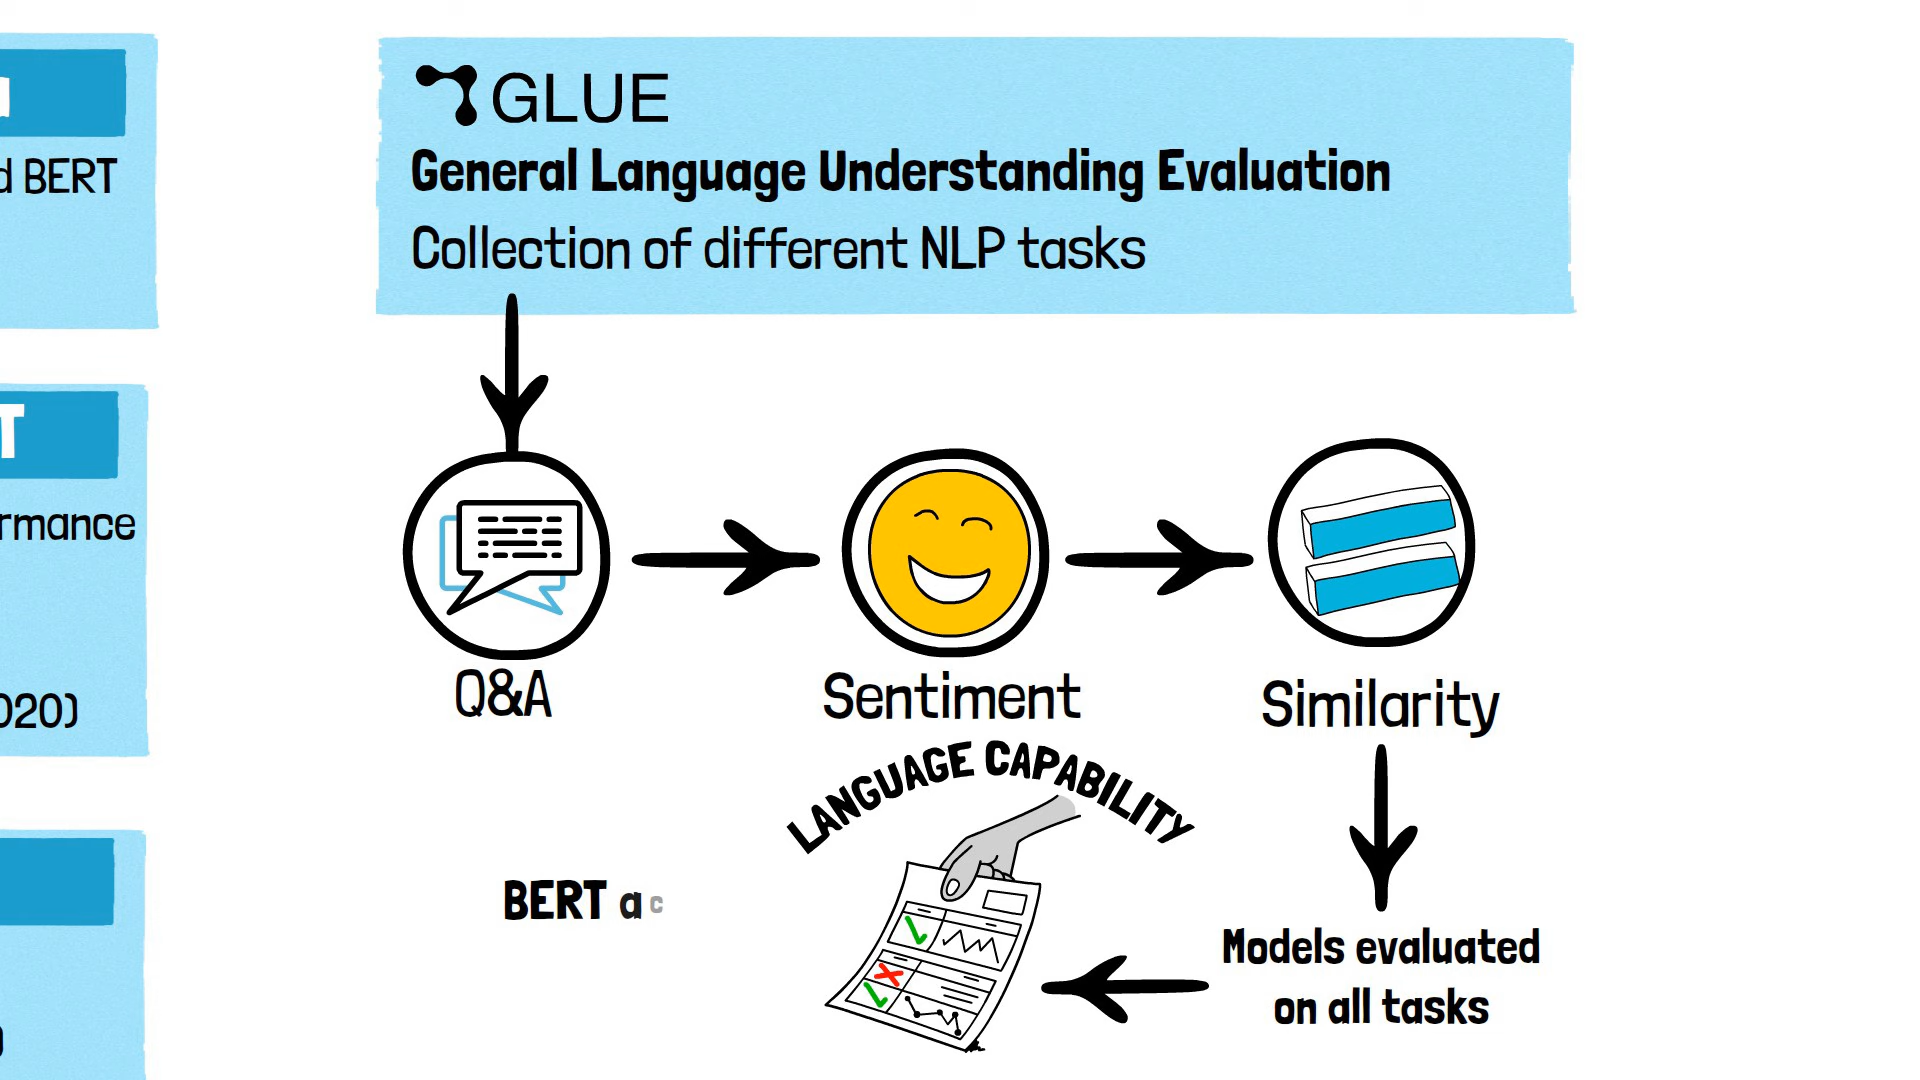 d BERT
T
rmance
020)
GLUE
General Language Understanding Evaluation
Collection of different NLP tasks
Q&A
Sentiment
Similarity
LANGUAGE CAPABILITY
BERT a c
Models evaluated
on all tasks